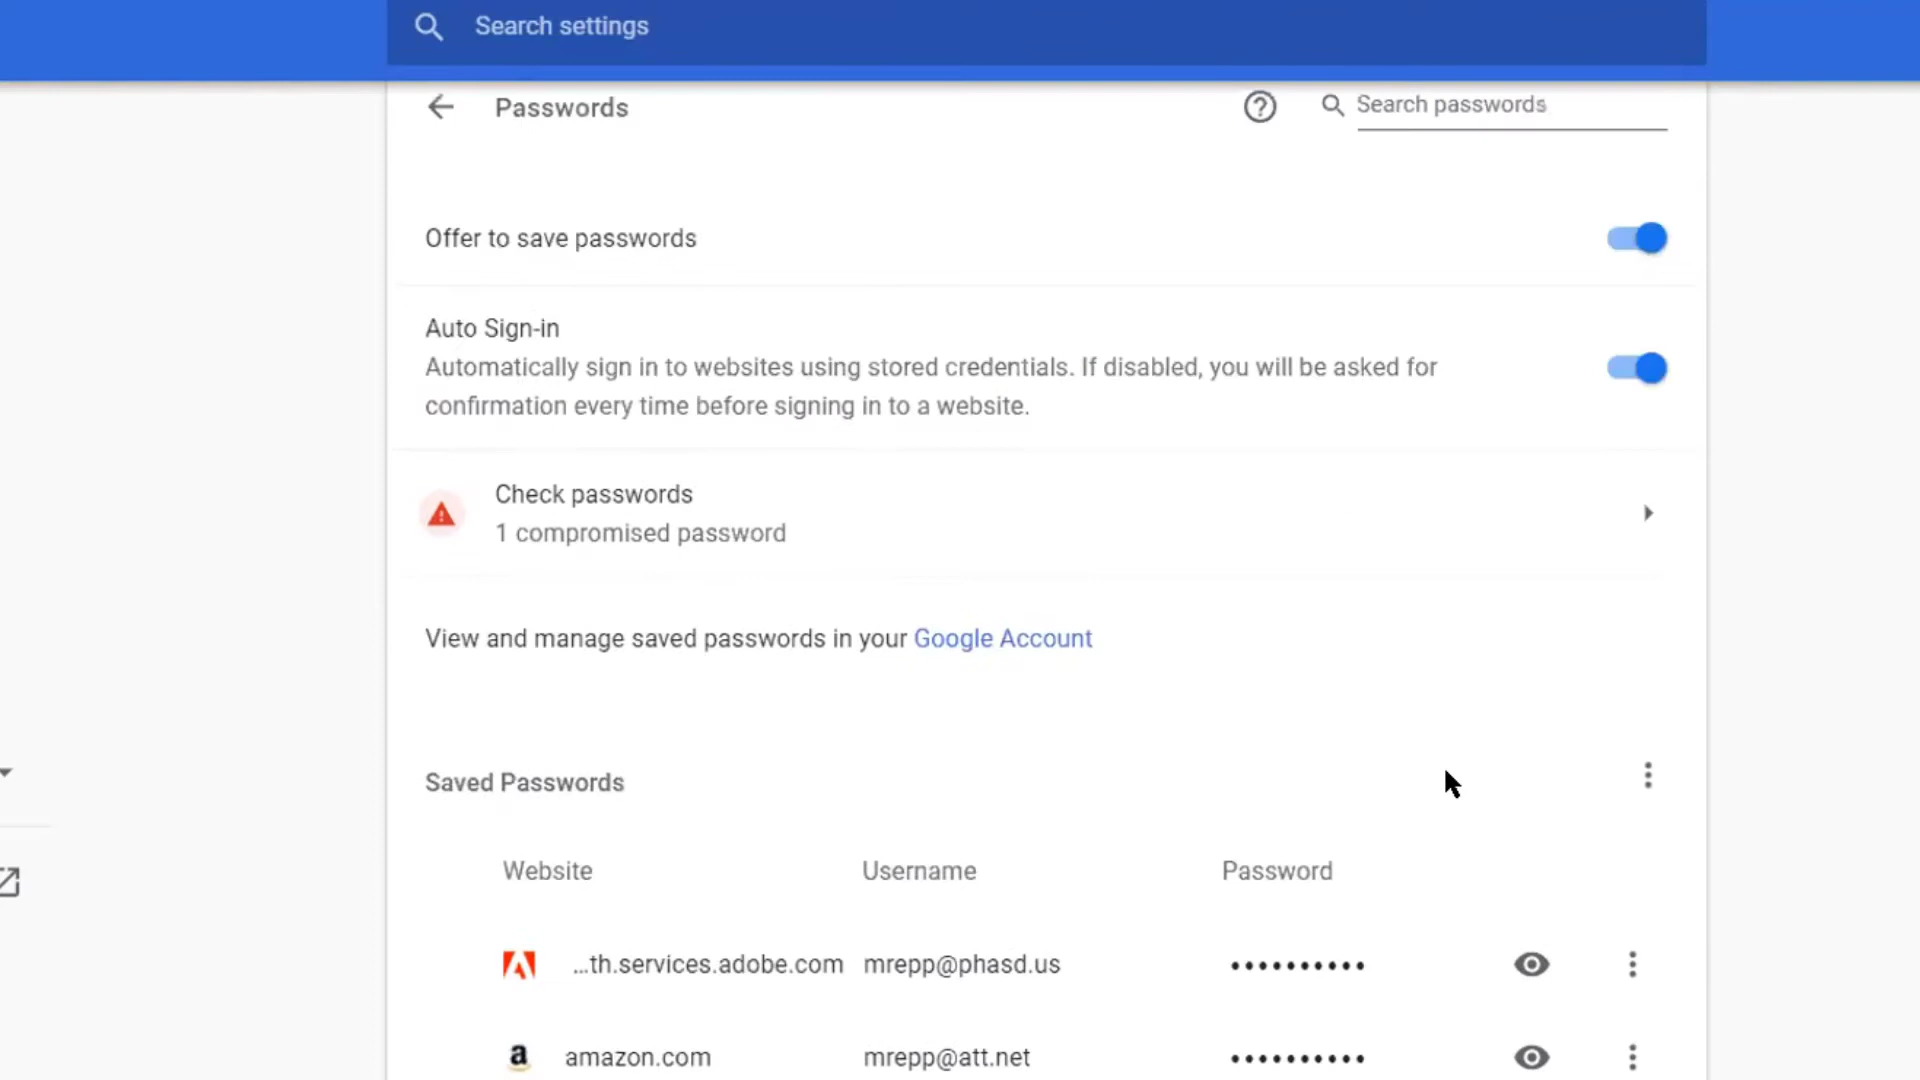 Search settings
Passwords
Search passwords
Offer to save passwords
Auto Sign-in
Automatically sign in to websites using stored credentials. If disabled, you will be asked for
confirmation every time before signing in to a website.
Check passwords
1 compromised password
View and manage saved passwords in your Google Account
Saved Passwords
Website Username Password
...th.services.adobe.com mrepp@phasd.us ••••••••••
amazon.com mrepp@att.net ••••••••••